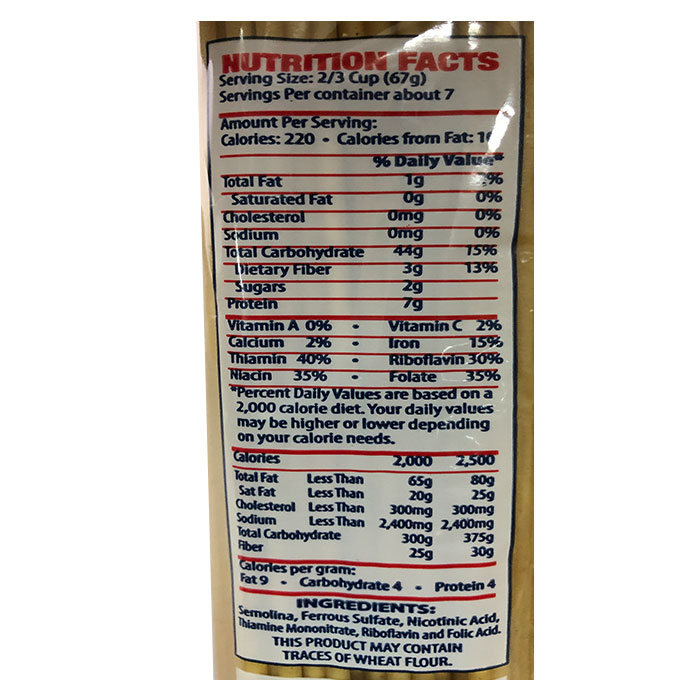 NUTRITION FACTS
Serving Size: 2/3 Cup (67g)
Servings Per container about 7
Amount Per Serving:
Calories: 220 • Calories from Fat:
% Daily Value*
Total Fat 1g
Saturated Fat 0g 0%
Cholesterol 0mg 0%
Sodium 0mg 0%
Total Carbohydrate 44g 15%
Dietary Fiber 3g 13%
Sugars 2g
Protein 7g
Vitamin A 0% • Vitamin C 2%
Calcium 2% • Iron 15%
Thiamin 40% • Riboflavin 30%
Niacin 35% • Folate 35%
*Percent Daily Values are based on a
2,000 calorie diet. Your daily values
may be higher or lower depending
on your calorie needs.
Calories 2,000 2,500
Total Fat Less Than 65g 80g
Sat Fat Less Than 20g 25g
Cholesterol Less Than 300mg 300mg
Sodium Less Than 2,400mg 2,400mg
Total Carbohydrate 300g 375g
Fiber 25g 30g
Calories per gram:
Fat 9 • Carbohydrate 4 • Protein 4
INGREDIENTS:
Semolina, Ferrous Sulfate, Nicotinic Acid,
Thiamine Mononitrate, Riboflavin and Folic Acid.
THIS PRODUCT MAY CONTAIN
TRACES OF WHEAT FLOUR.